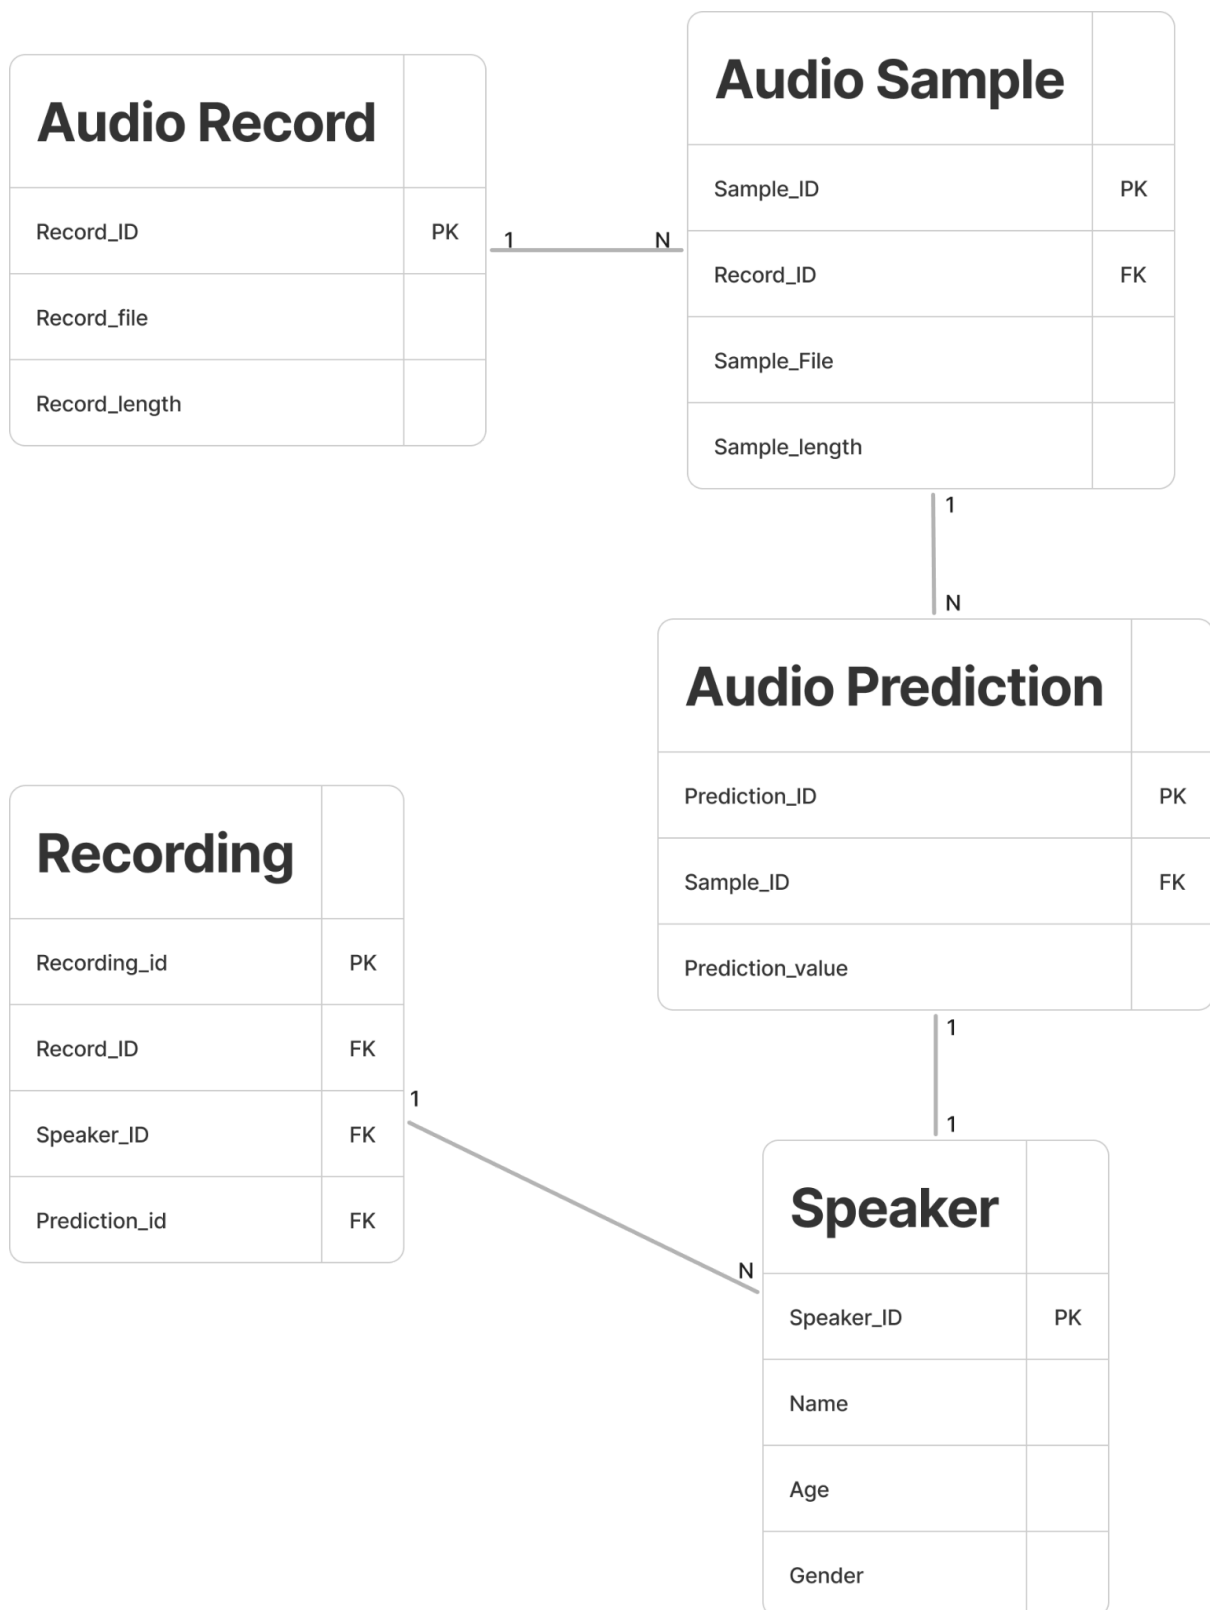 Audio Record
Record_ID PK
Record_file
Record_length
1 N
Audio Sample
Sample_ID PK
Record_ID FK
Sample_File
Sample_length
1
N
Audio Prediction
Prediction_ID PK
Sample_ID FK
Prediction_value
1
1
Recording
Recording_id PK
Record_ID FK
Speaker_ID FK
Prediction_id FK
1
N
Speaker
Speaker_ID PK
Name
Age
Gender